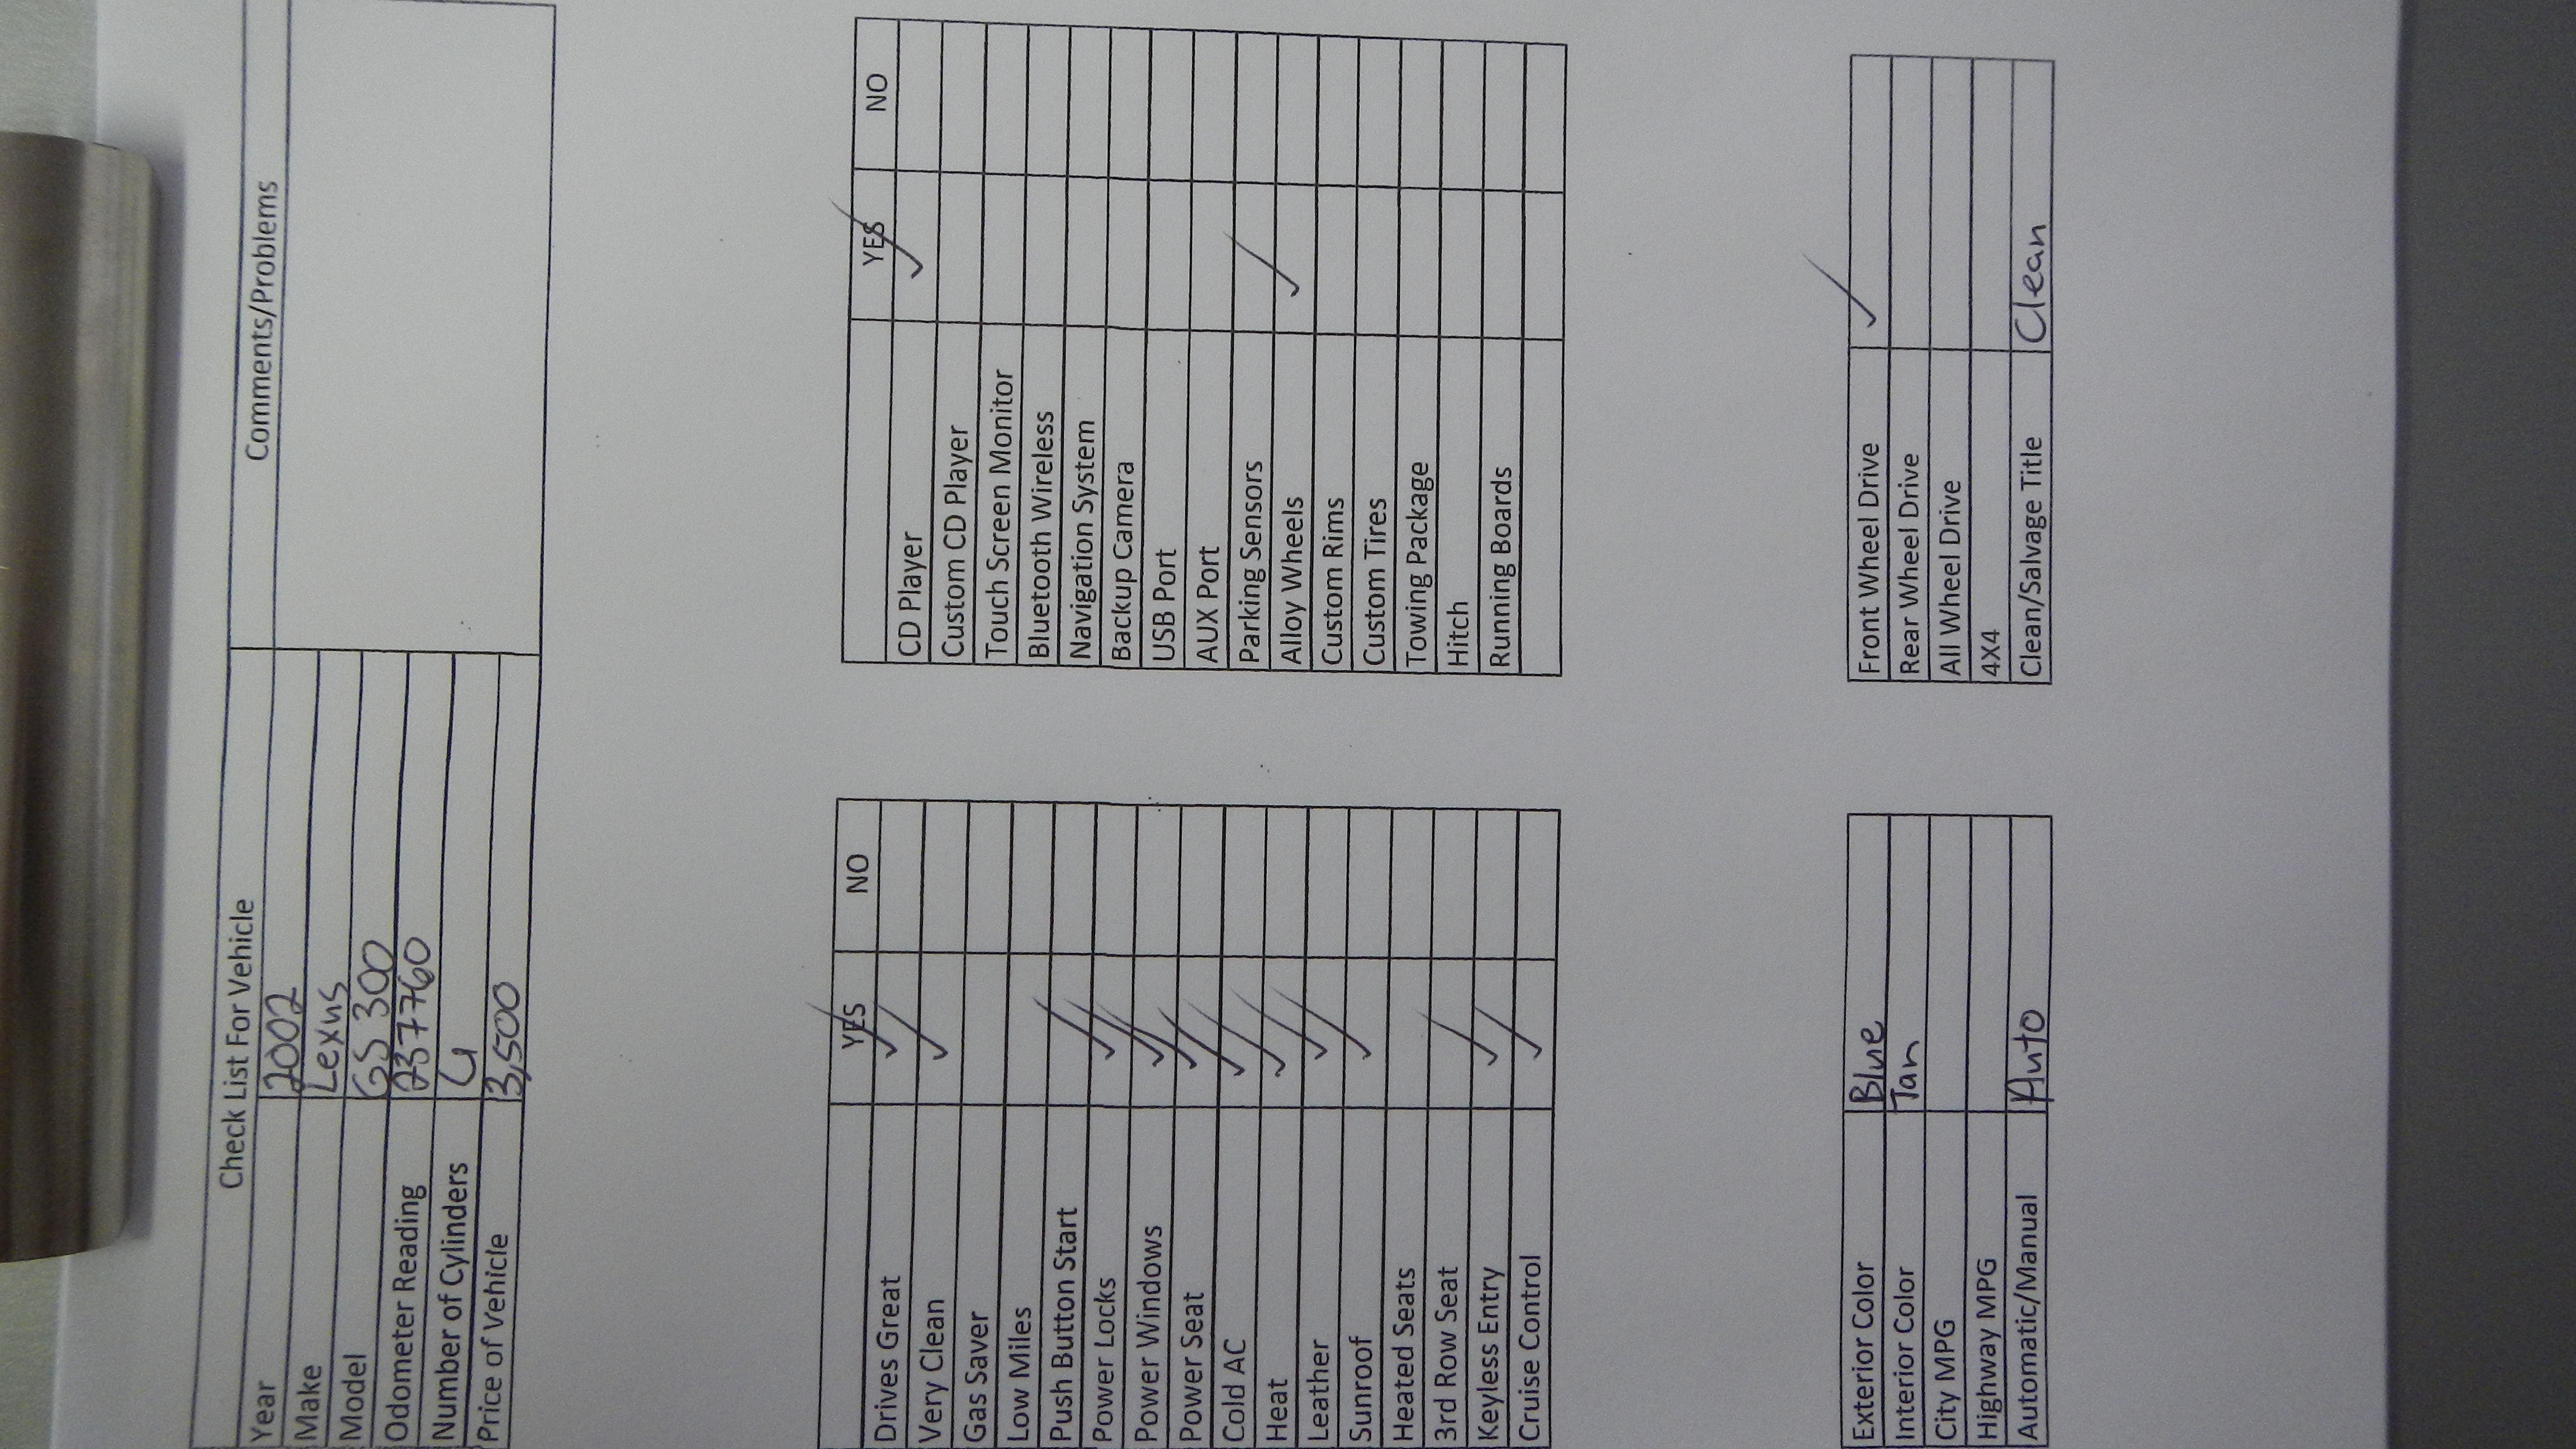 Check List For Vehicle Comments/Problems
Year 2002
Make Lexus
Model GS 300
Odometer Reading 237760
Number of Cylinders
Price of Vehicle 3,500
YES NO
Drives Great ✓
Very Clean ✓
Gas Saver
Low Miles
Push Button Start
Power Locks ✓
Power Windows ✓
Power Seat ✓
Cold AC ✓
Heat ✓
Leather ✓
Sunroof ✓
Heated Seats
3rd Row Seat
Keyless Entry ✓
Cruise Control ✓
YES NO
CD Player ✓
Custom CD Player
Touch Screen Monitor
Bluetooth Wireless
Navigation System
Backup Camera
USB Port
AUX Port
Parking Sensors
Alloy Wheels ✓
Custom Rims
Custom Tires
Towing Package
Hitch
Running Boards
Exterior Color Blue
Interior Color Tan
City MPG
Highway MPG
Automatic/Manual Auto
Front Wheel Drive ✓
Rear Wheel Drive
All Wheel Drive
4X4
Clean/Salvage Title Clean